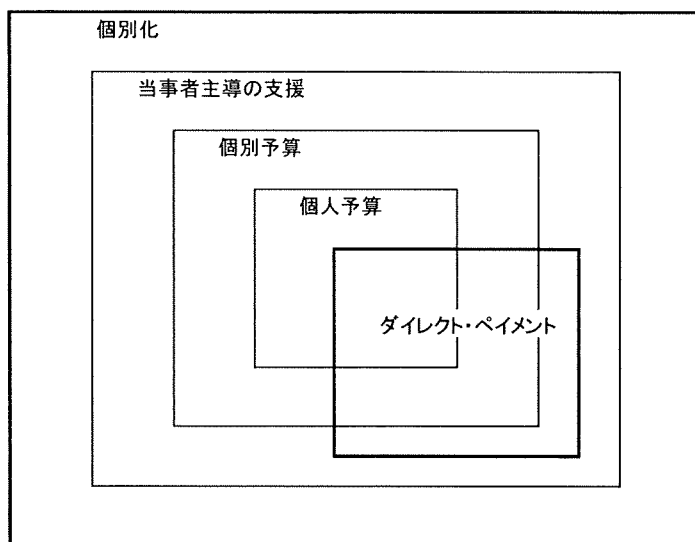 個別化
当事者主導の支援
個別予算
個人予算
ダイレクト・ペイメント